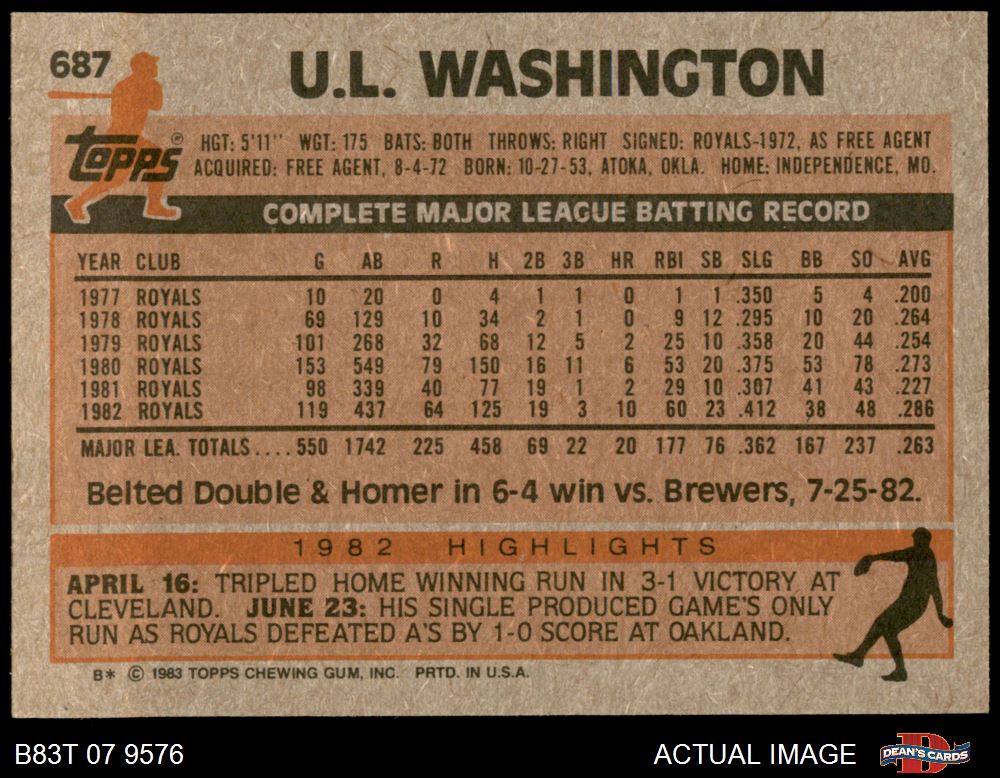 687
U.L. WASHINGTON
Topps®
HGT: 5'11" WGT: 175 BATS: BOTH THROWS: RIGHT SIGNED: ROYALS-1972, AS FREE AGENT
ACQUIRED: FREE AGENT, 8-4-72 BORN: 10-27-53, ATOKA, OKLA. HOME: INDEPENDENCE, MO.
COMPLETE MAJOR LEAGUE BATTING RECORD
YEAR CLUB G AB R H 2B 3B HR RBI SB SLG BB SO AVG
1977 ROYALS 10 20 0 4 1 1 0 1 1 .350 5 4 .200
1978 ROYALS 69 129 10 34 2 1 0 9 12 .295 10 20 .264
1979 ROYALS 101 268 32 68 12 5 2 25 10 .358 20 44 .254
1980 ROYALS 153 549 79 150 16 11 6 53 20 .375 53 78 .273
1981 ROYALS 98 339 40 77 19 1 2 29 10 .307 41 43 .227
1982 ROYALS 119 437 64 125 19 3 10 60 23 .412 38 48 .286
MAJOR LEA. TOTALS.... 550 1742 225 458 69 22 20 177 76 .362 167 237 .263
Belted Double & Homer in 6-4 win vs. Brewers, 7-25-82.
1982 HIGHLIGHTS
APRIL 16: TRIPLED HOME WINNING RUN IN 3-1 VICTORY AT
CLEVELAND. JUNE 23: HIS SINGLE PRODUCED GAME'S ONLY
RUN AS ROYALS DEFEATED A'S BY 1-0 SCORE AT OAKLAND.
B* © 1983 TOPPS CHEWING GUM, INC. PRTD. IN U.S.A.
B83T 07 9576
ACTUAL IMAGE
DEAN'S CARDS